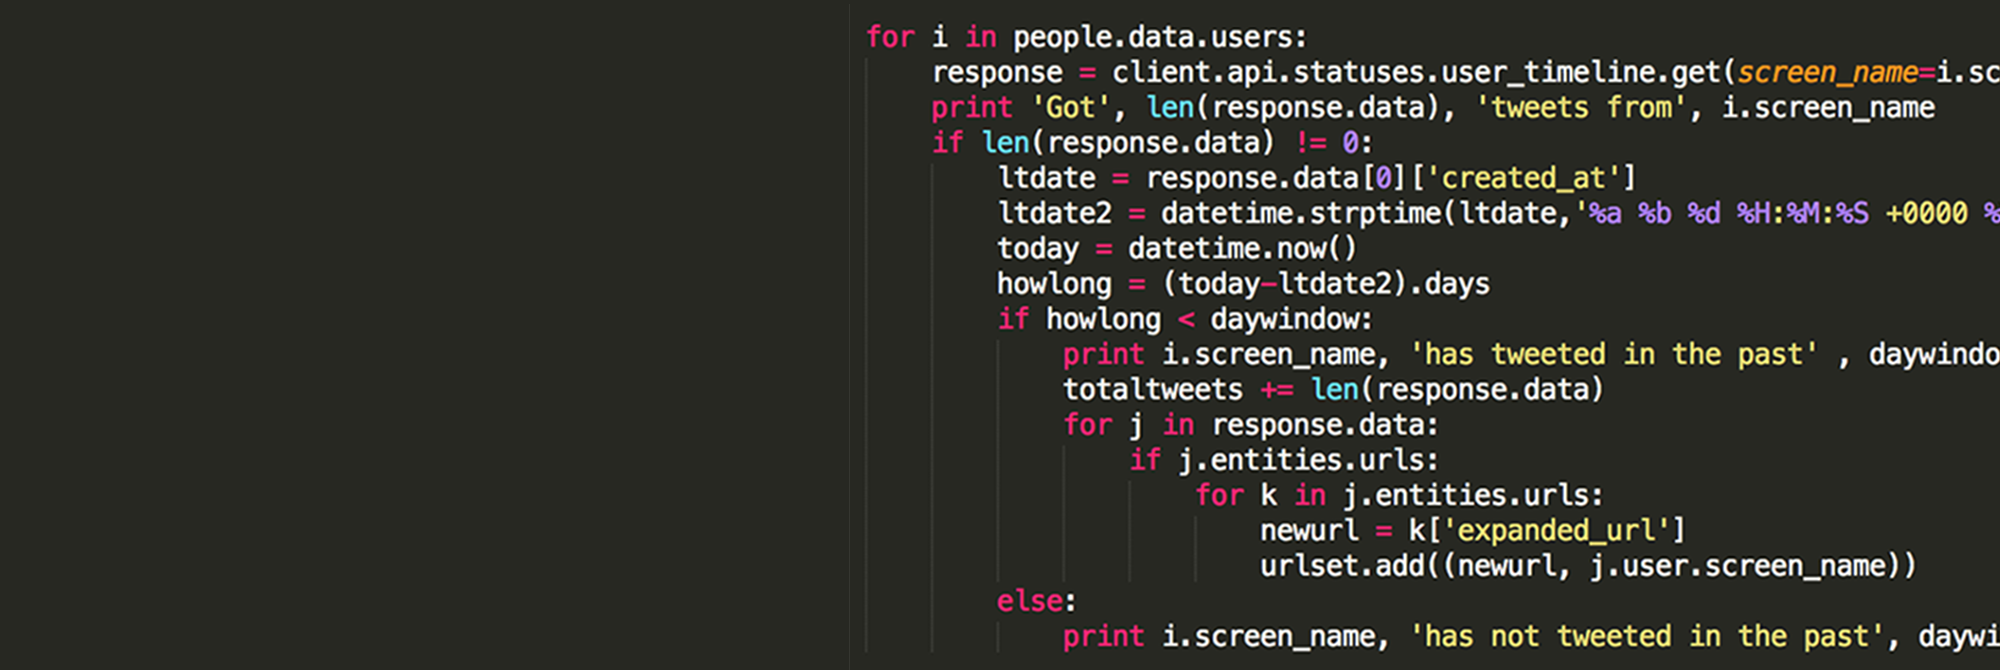 for i in people.data.users:
response = client.api.statuses.user_timeline.get(screen_name=i.sc
print 'Got', len(response.data), 'tweets from', i.screen_name
if len(response.data) != 0:
ltdate = response.data[0]['created_at']
ltdate2 = datetime.strptime(ltdate,'%a %b %d %H:%M:%S +0000 %
today = datetime.now()
howlong = (today-ltdate2).days
if howlong < daywindow:
print i.screen_name, 'has tweeted in the past' , daywindo
totaltweets += len(response.data)
for j in response.data:
if j.entities.urls:
for k in j.entities.urls:
newurl = k['expanded_url']
urlset.add((newurl, j.user.screen_name))
else:
print i.screen_name, 'has not tweeted in the past', daywi